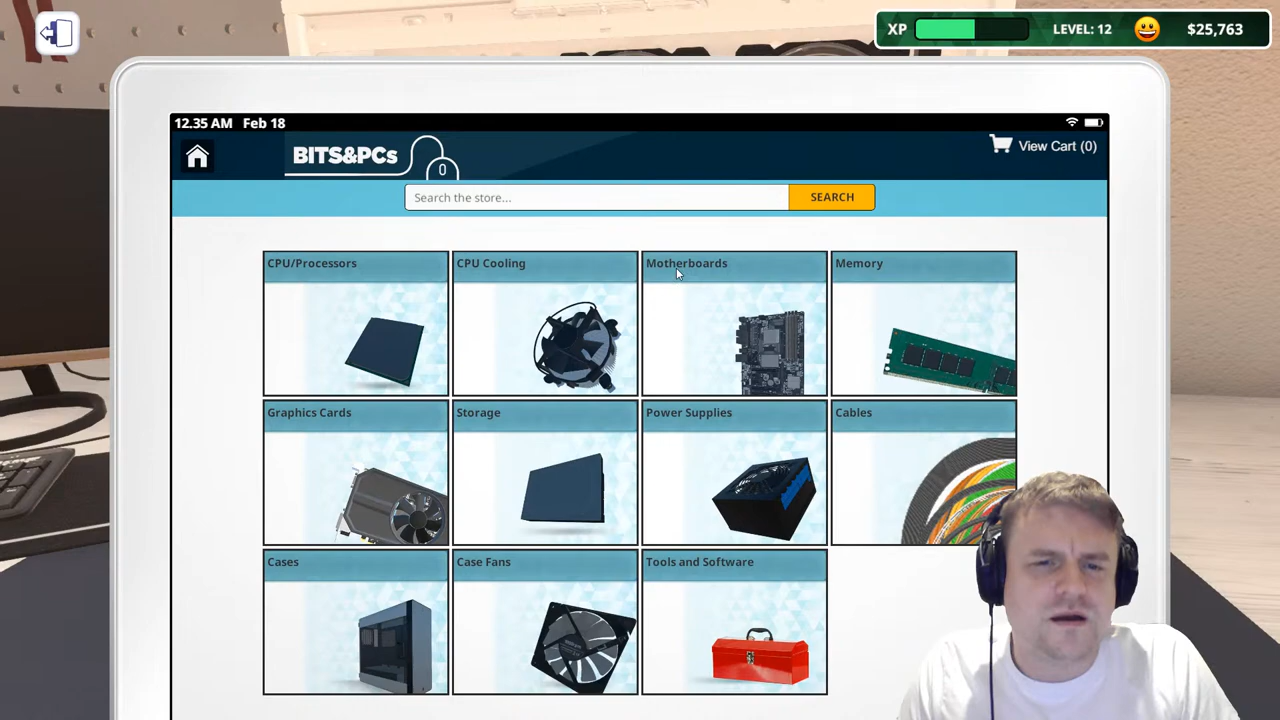 XP LEVEL: 12 $25,763
12.35 AM Feb 18
BITS&PCs 0
View Cart (0)
Search the store... SEARCH
CPU/Processors CPU Cooling Motherboards Memory
Graphics Cards Storage Power Supplies Cables
Cases Case Fans Tools and Software